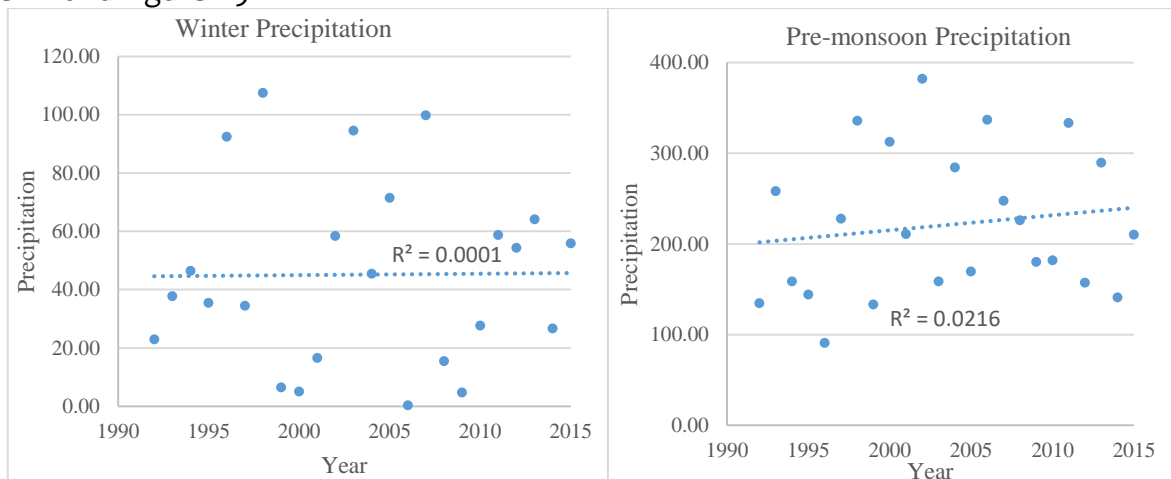 Winter Precipitation
120.00
100.00
80.00
60.00
40.00
20.00
0.00
Precipitation
R² = 0.0001
1990 1995 2000 2005 2010 2015
Year
Pre-monsoon Precipitation
400.00
300.00
200.00
100.00
0.00
Precipitation
R² = 0.0216
1990 1995 2000 2005 2010 2015
Year